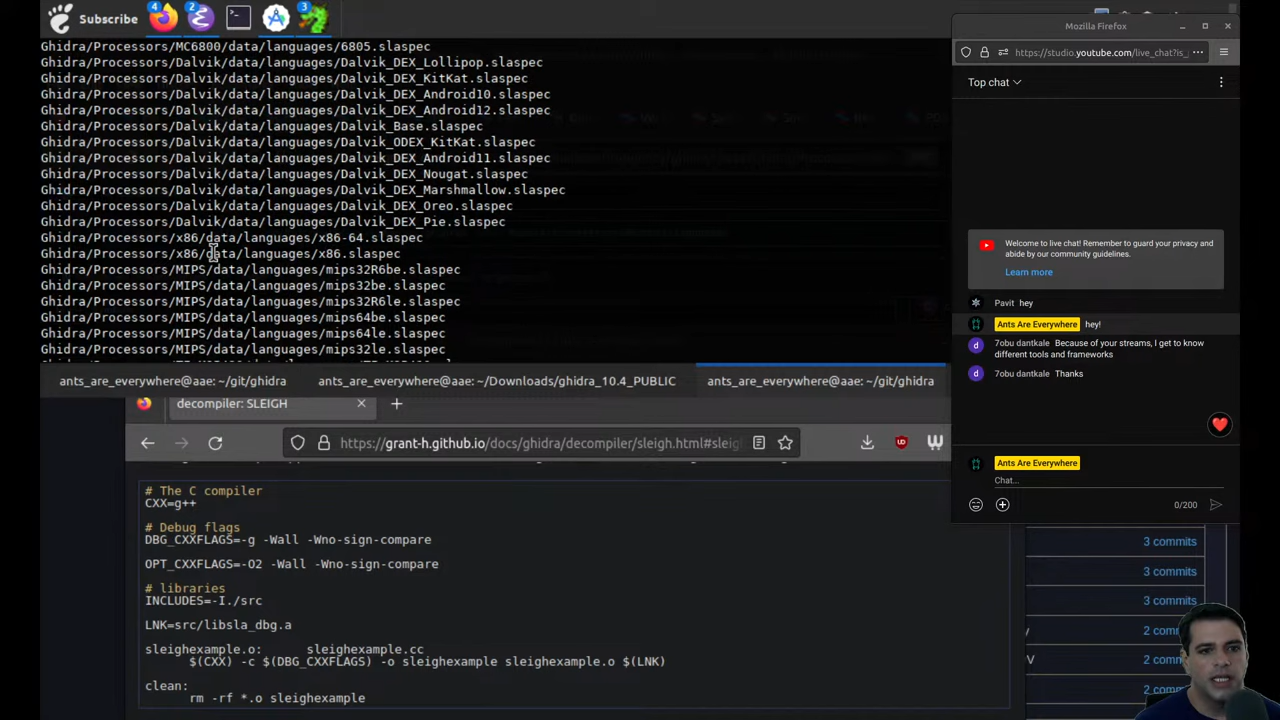 Subscribe
4
2
3
Ghidra/Processors/MC6800/data/languages/6805.slaspec
Ghidra/Processors/Dalvik/data/languages/Dalvik_DEX_Lollipop.slaspec
Ghidra/Processors/Dalvik/data/languages/Dalvik_DEX_KitKat.slaspec
Ghidra/Processors/Dalvik/data/languages/Dalvik_DEX_Android10.slaspec
Ghidra/Processors/Dalvik/data/languages/Dalvik_DEX_Android12.slaspec
Ghidra/Processors/Dalvik/data/languages/Dalvik_Base.slaspec
Ghidra/Processors/Dalvik/data/languages/Dalvik_ODEX_KitKat.slaspec
Ghidra/Processors/Dalvik/data/languages/Dalvik_DEX_Android11.slaspec
Ghidra/Processors/Dalvik/data/languages/Dalvik_DEX_Nougat.slaspec
Ghidra/Processors/Dalvik/data/languages/Dalvik_DEX_Marshmallow.slaspec
Ghidra/Processors/Dalvik/data/languages/Dalvik_DEX_Oreo.slaspec
Ghidra/Processors/Dalvik/data/languages/Dalvik_DEX_Pie.slaspec
Ghidra/Processors/x86/data/languages/x86-64.slaspec
Ghidra/Processors/x86/data/languages/x86.slaspec
Ghidra/Processors/MIPS/data/languages/mips32R6be.slaspec
Ghidra/Processors/MIPS/data/languages/mips32be.slaspec
Ghidra/Processors/MIPS/data/languages/mips32R6le.slaspec
Ghidra/Processors/MIPS/data/languages/mips64be.slaspec
Ghidra/Processors/MIPS/data/languages/mips64le.slaspec
Ghidra/Processors/MIPS/data/languages/mips32le.slaspec
ants_are_everywhere@aae: ~/git/ghidra
ants_are_everywhere@aae: ~/Downloads/ghidra_10.4_PUBLIC
ants_are_everywhere@aae: ~/git/ghidra
decompiler: SLEIGH
https://grant-h.github.io/docs/ghidra/decompiler/sleigh.html#sleig
# The C compiler
CXX=g++
# Debug flags
DBG_CXXFLAGS=-g -Wall -Wno-sign-compare
OPT_CXXFLAGS=-O2 -Wall -Wno-sign-compare
# libraries
INCLUDES=-I./src
LNK=src/libsla_dbg.a
sleighexample.o: sleighexample.cc
$(CXX) -c $(DBG_CXXFLAGS) -o sleighexample sleighexample.o $(LNK)
clean:
rm -rf *.o sleighexample
Mozilla Firefox
https://studio.youtube.com/live_chat?is_
Top chat
Welcome to live chat! Remember to guard your privacy and
abide by our community guidelines.
Learn more
Pavit hey
Ants Are Everywhere hey!
7obu dantkale Because of your streams, I get to know
different tools and frameworks
7obu dantkale Thanks
Ants Are Everywhere
Chat...
0/200
3 commits
3 commits
3 commits
2 comm
2 comm
2 comm